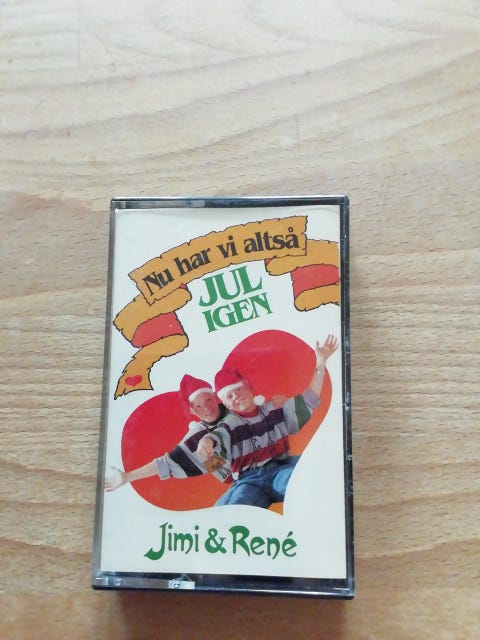 Nu har vi altså
JUL
IGEN
Jimi & René